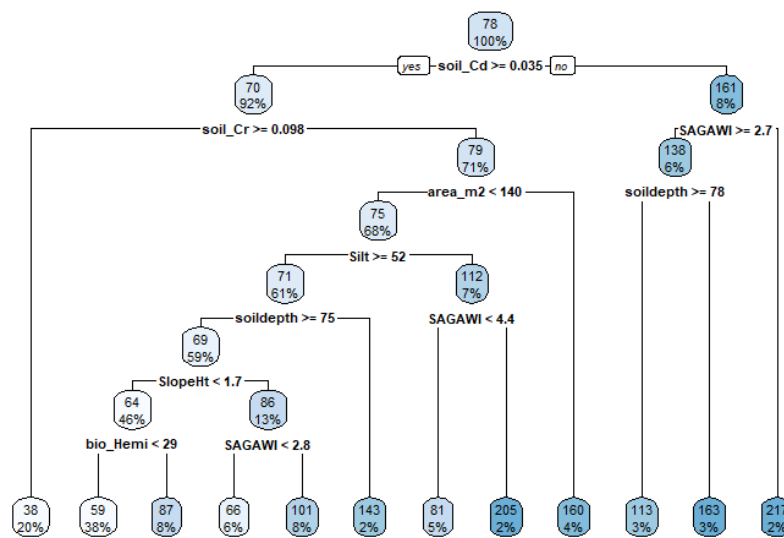 78
100%
yes soil_Cd >= 0.035 no
70
92%
161
8%
soil_Cr >= 0.098
SAGAWI >= 2.7
79
71%
138
6%
area_m2 < 140
soildepth >= 78
75
68%
Silt >= 52
71
61%
112
7%
soildepth >= 75
SAGAWI < 4.4
69
59%
SlopeHt < 1.7
64
46%
86
13%
bio_Hemi < 29
SAGAWI < 2.8
38 59 87 66 101 143 81 205 160 113 163 217
20% 38% 8% 6% 8% 2% 5% 2% 4% 3% 3% 2%